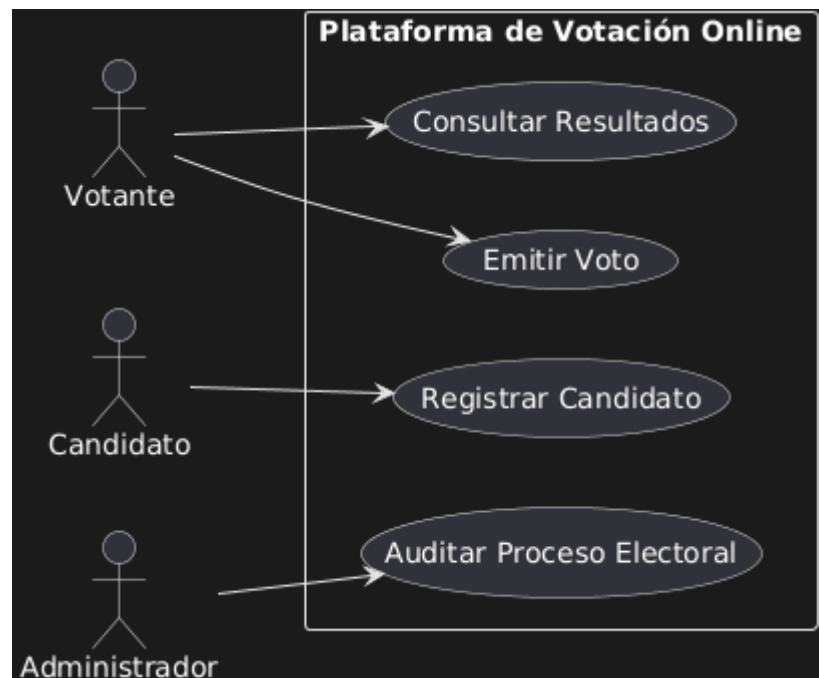 Plataforma de Votación Online
Consultar Resultados
Votante
Emitir Voto
Registrar Candidato
Candidato
Auditar Proceso Electoral
Administrador